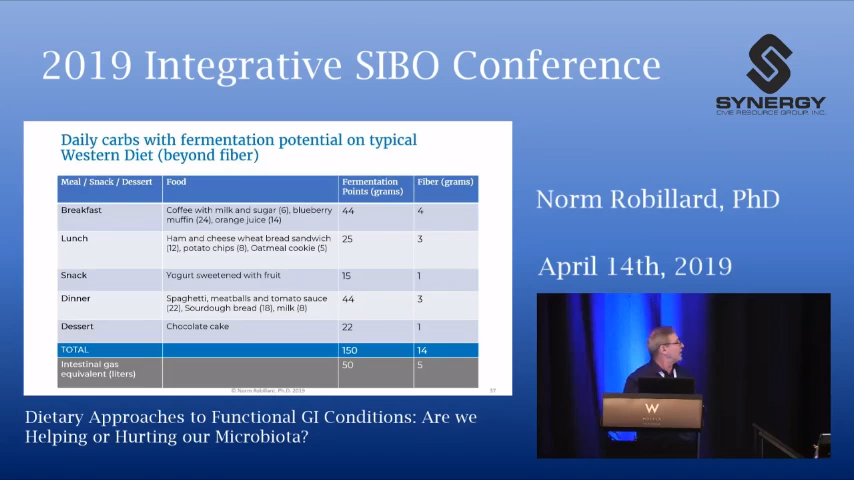 2019 Integrative SIBO Conference
SYNERGY
CME RESOURCE GROUP, INC.
Daily carbs with fermentation potential on typical
Western Diet (beyond fiber)
Meal / Snack / Dessert Food Fermentation Points (grams) Fiber (grams)
Breakfast Coffee with milk and sugar (6), blueberry muffin (24), orange juice (14) 44 4
Lunch Ham and cheese wheat bread sandwich (12), potato chips (8), Oatmeal cookie (5) 25 3
Snack Yogurt sweetened with fruit 15 1
Dinner Spaghetti, meatballs and tomato sauce (22), Sourdough bread (18), milk (8) 44 3
Dessert Chocolate cake 22 1
TOTAL 150 14
Intestinal gas equivalent (liters) 50 5
© Norm Robillard, Ph.D. 2019 57
Norm Robillard, PhD
April 14th, 2019
W
Dietary Approaches to Functional GI Conditions: Are we
Helping or Hurting our Microbiota?